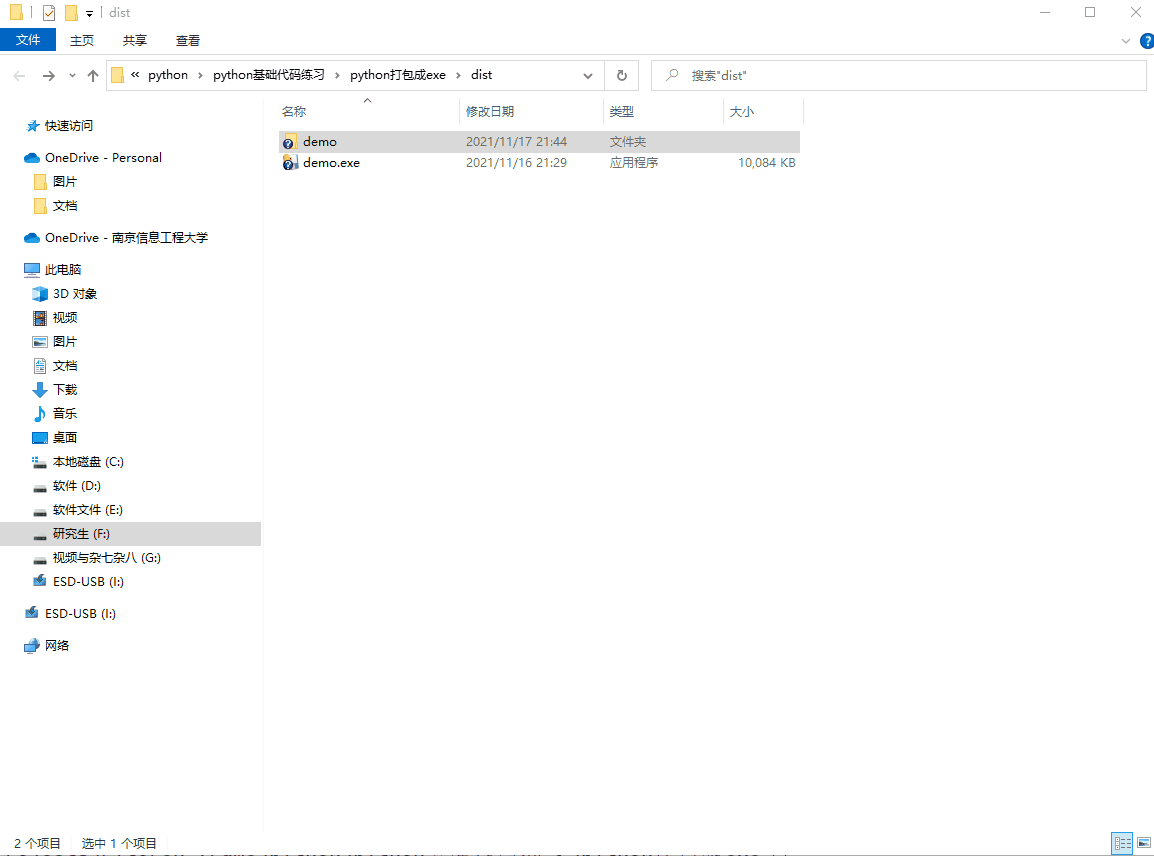 dist
文件 主页 共享 查看
« python › python基础代码练习 › python打包成exe › dist
搜索"dist"
名称 修改日期 类型 大小
demo 2021/11/17 21:44 文件夹
demo.exe 2021/11/16 21:29 应用程序 10,084 KB
快速访问
OneDrive - Personal
图片
文档
OneDrive - 南京信息工程大学
此电脑
3D 对象
视频
图片
文档
下载
音乐
桌面
本地磁盘 (C:)
软件 (D:)
软件文件 (E:)
研究生 (F:)
视频与杂七杂八 (G:)
ESD-USB (I:)
ESD-USB (I:)
网络
2 个项目 选中 1 个项目